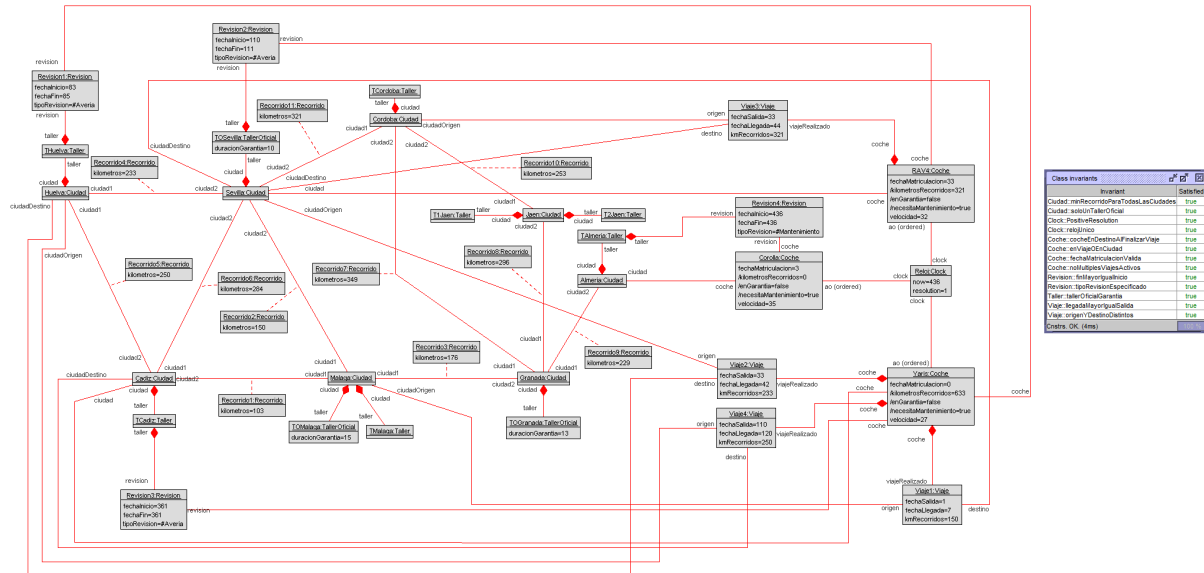 Revision2:Revision
fechaInicio=110
fechaFin=111
tipoRevision=#Averia
revision
revision
revision
Revision1:Revision
fechaInicio=83
fechaFin=85
tipoRevision=#Averia
revision
taller
THuelva:Taller
taller
ciudad
Huelva:Ciudad
ciudad1
ciudadDestino
ciudad1
ciudadOrigen
Recorrido4:Recorrido
kilometros=233
ciudadDestino
taller
TOSevilla:TallerOficial
duracionGarantia=10
taller
ciudad
ciudad2
Sevilla:Ciudad
ciudad2
ciudadDestino
ciudad
ciudadOrigen
ciudad2
ciudad2
Recorrido11:Recorrido
kilometros=321
TCordoba:Taller
taller
ciudad
Cordoba:Ciudad
ciudad1
ciudadOrigen
ciudad2
ciudad2
Recorrido10:Recorrido
kilometros=253
origen
Viaje3:Viaje
fechaSalida=33
fechaLlegada=44
kmRecorridos=321
destino
viajeRealizado
coche
coche
RAV4:Coche
fechaMatriculacion=33
/kilometrosRecorridos=321
/enGarantia=false
/necesitaMantenimiento=true
velocidad=32
coche
ao (ordered)
ciudad1
T1Jaen:Taller
taller
Jaen:Ciudad
ciudad
ciudad
taller
T2Jaen:Taller
ciudad2
TAlmeria:Taller
taller
taller
ciudad
Almeria:Ciudad
ciudad
ciudad2
revision
Revision4:Revision
fechaInicio=436
fechaFin=436
tipoRevision=#Mantenimiento
revision
coche
Corolla:Coche
fechaMatriculacion=3
/kilometrosRecorridos=0
/enGarantia=false
/necesitaMantenimiento=true
velocidad=35
coche
ao (ordered)
clock
clock
Reloj:Clock
now=436
resolution=1
clock
Recorrido8:Recorrido
kilometros=296
Recorrido5:Recorrido
kilometros=250
Recorrido6:Recorrido
kilometros=284
Recorrido7:Recorrido
kilometros=349
Recorrido2:Recorrido
kilometros=150
Recorrido3:Recorrido
kilometros=176
Recorrido9:Recorrido
kilometros=229
ciudad2
ciudad1
ciudadDestino
Cadiz:Ciudad
ciudad2
ciudad
ciudad
taller
TCadiz:Taller
taller
Recorrido1:Recorrido
kilometros=103
ciudad1
ciudad1
Malaga:Ciudad
ciudad1
ciudadOrigen
ciudad
ciudad
taller
taller
TOMalaga:TallerOficial
duracionGarantia=15
TMalaga:Taller
ciudad1
ciudad1
Granada:Ciudad
ciudad2
ciudad
taller
TOGranada:TallerOficial
duracionGarantia=13
origen
Viaje2:Viaje
fechaSalida=33
fechaLlegada=42
kmRecorridos=233
destino
viajeRealizado
coche
coche
coche
coche
ao (ordered)
Yaris:Coche
fechaMatriculacion=0
/kilometrosRecorridos=633
/enGarantia=false
/necesitaMantenimiento=true
velocidad=27
coche
coche
origen
Viaje4:Viaje
fechaSalida=110
fechaLlegada=120
kmRecorridos=250
viajeRealizado
destino
revision
Revision3:Revision
fechaInicio=361
fechaFin=361
tipoRevision=#Averia
revision
viajeRealizado
origen
Viaje1:Viaje
fechaSalida=1
fechaLlegada=7
kmRecorridos=150
destino
Class invariants
Invariant Satisfied
Ciudad::minRecorridoParaTodasLasCiudades true
Ciudad::soloUnTallerOficial true
Clock::PositiveResolution true
Clock::relojUnico true
Coche::cocheEnDestinoAlFinalizarViaje true
Coche::enViajeOEnCiudad true
Coche::fechaMatriculacionValida true
Coche::noMultiplesViajesActivos true
Revision::finMayorIgualInicio true
Revision::tipoRevisionEspecificado true
Taller::tallerOficialGarantia true
Viaje::llegadaMayorIgualSalida true
Viaje::origenYDestinoDistintos true
Cnstrs. OK. (4ms) 100 %